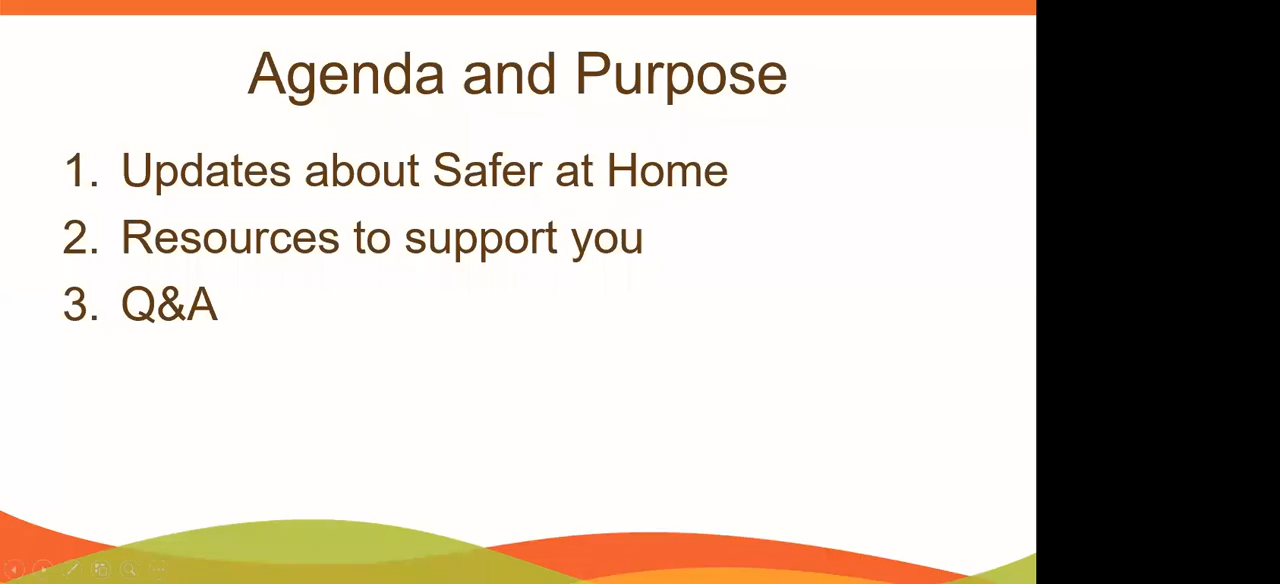 Agenda and Purpose
1. Updates about Safer at Home
2. Resources to support you
3. Q&A